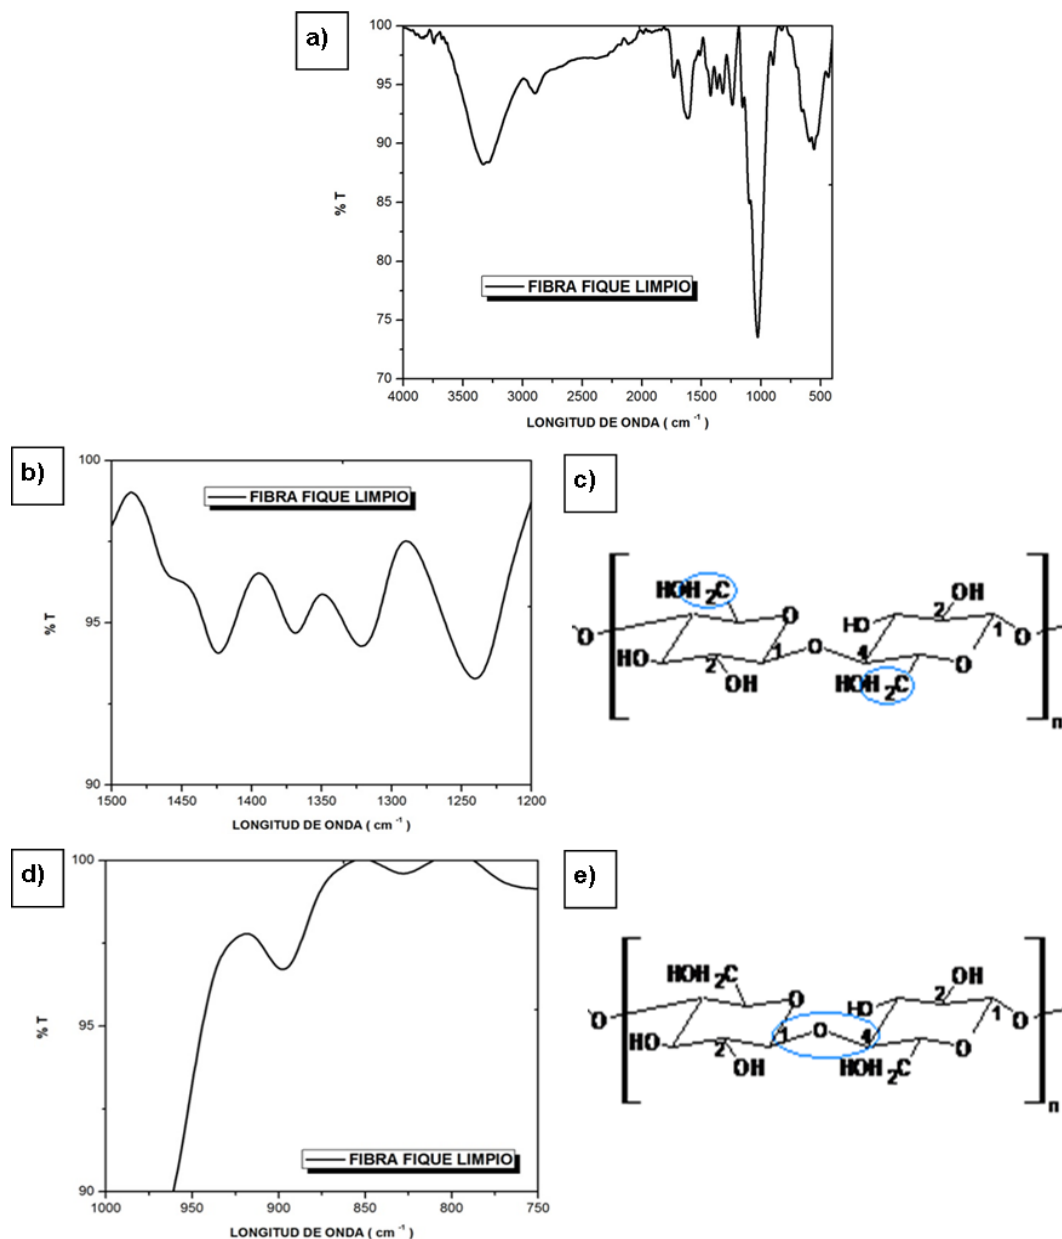 a)
100
95
90
85
80
75
70
% T
FIBRA FIQUE LIMPIO
4000 3500 3000 2500 2000 1500 1000 500
LONGITUD DE ONDA ( cm -1 )
b)
100
95
90
% T
FIBRA FIQUE LIMPIO
1500 1450 1400 1350 1300 1250 1200
LONGITUD DE ONDA ( cm -1 )
c)
HOH2C O HO 2 OH
O 1 O 4 1 O
HO 2 OH HOH2C O
n
d)
100
95
90
% T
FIBRA FIQUE LIMPIO
1000 950 900 850 800 750
LONGITUD DE ONDA ( cm-1 )
e)
HOH2C O HO 2 OH
O 1 O 4 1 O
HO 2 OH HOH2C O
n